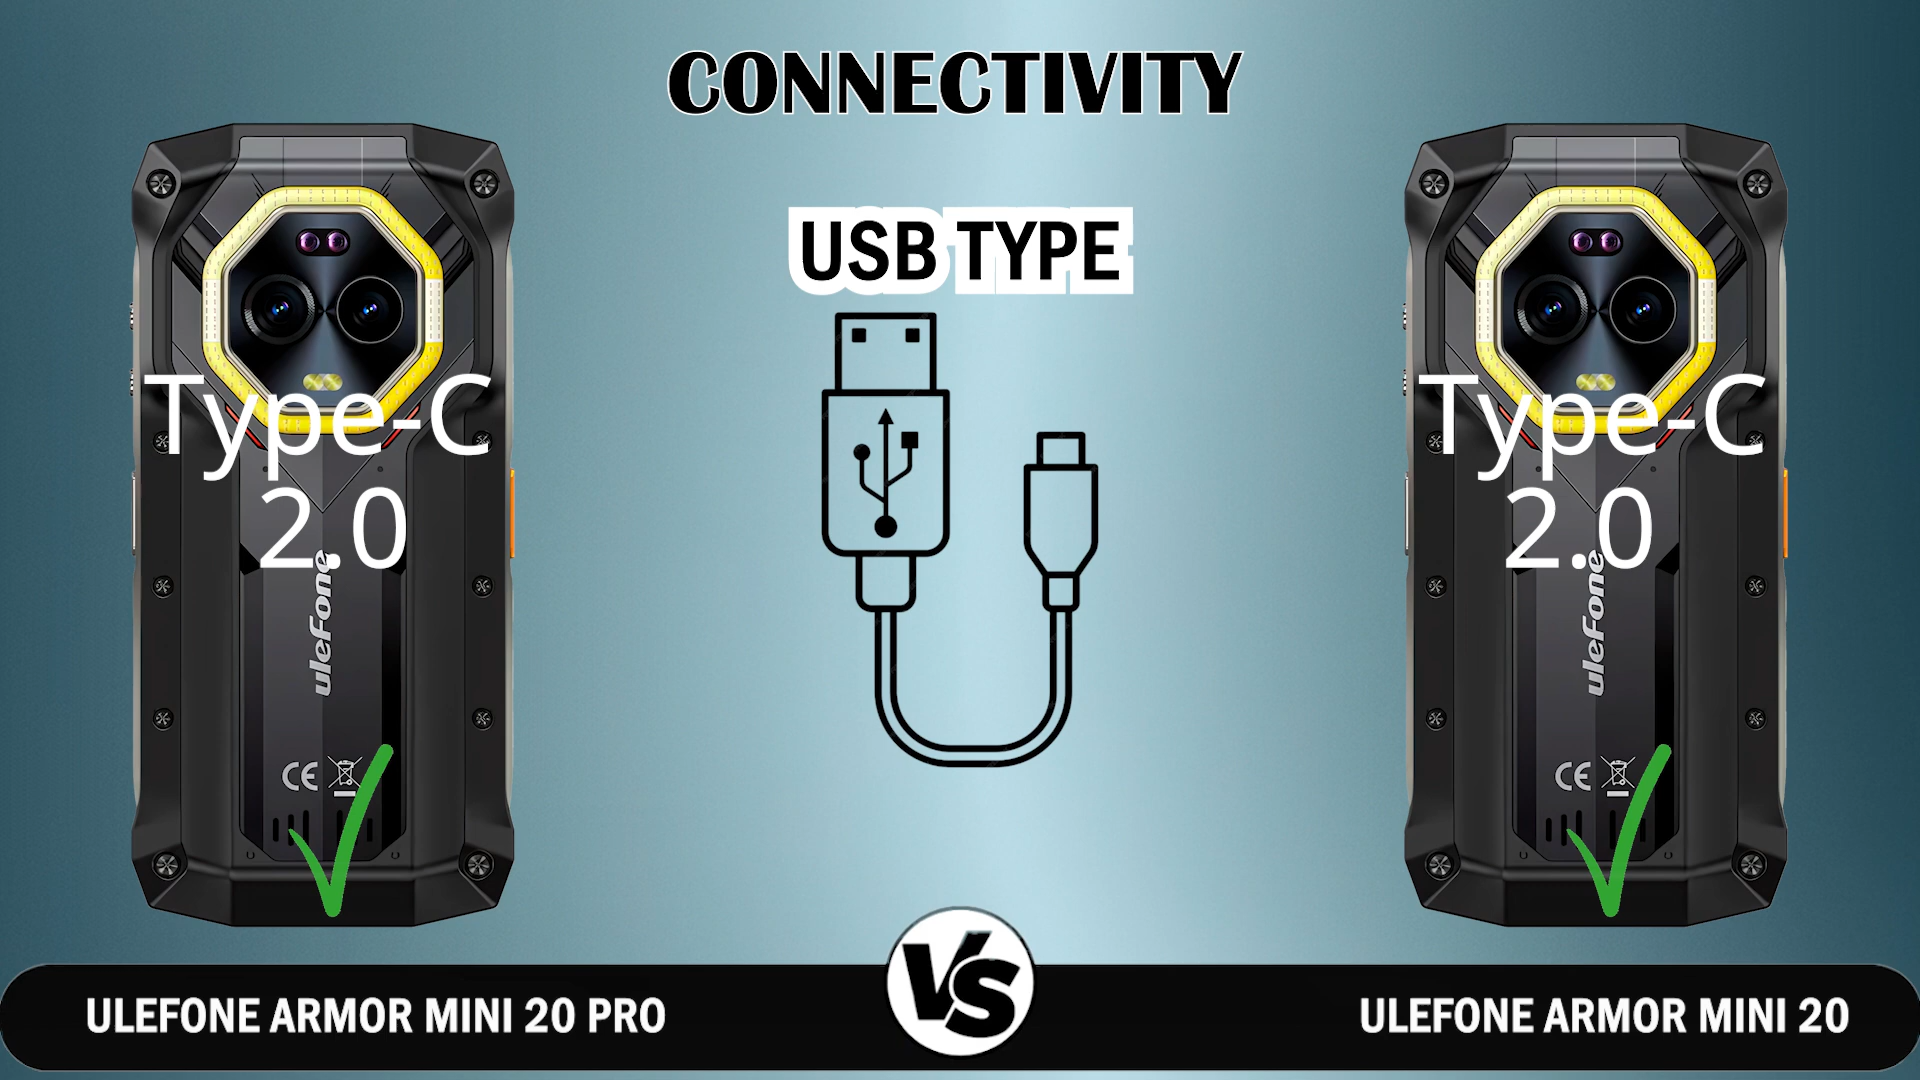 CONNECTIVITY
USB TYPE
Type-C
2.0
ulefone
CE
Type-C
2.0
ulefone
CE
VS
ULEFONE ARMOR MINI 20 PRO
ULEFONE ARMOR MINI 20